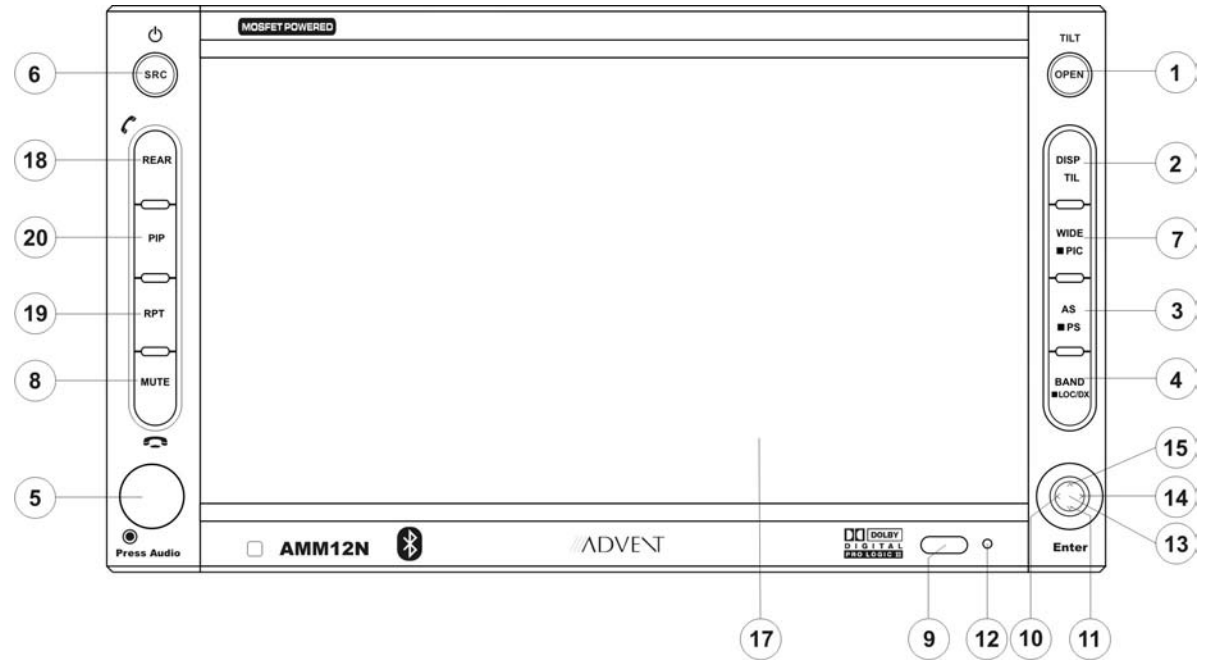 MOSFET POWERED
TILT
6 SRC
OPEN 1
18 REAR
DISP 2
TIL
20 PIP
WIDE 7
■ PIC
19 RPT
AS 3
■ PS
8 MUTE
BAND 4
■LOC/DX
15
5
14
13
Press Audio
AMM12N
ADVENT
DOLBY
DIGITAL
PRO LOGIC II
Enter
17
9
12
10
11